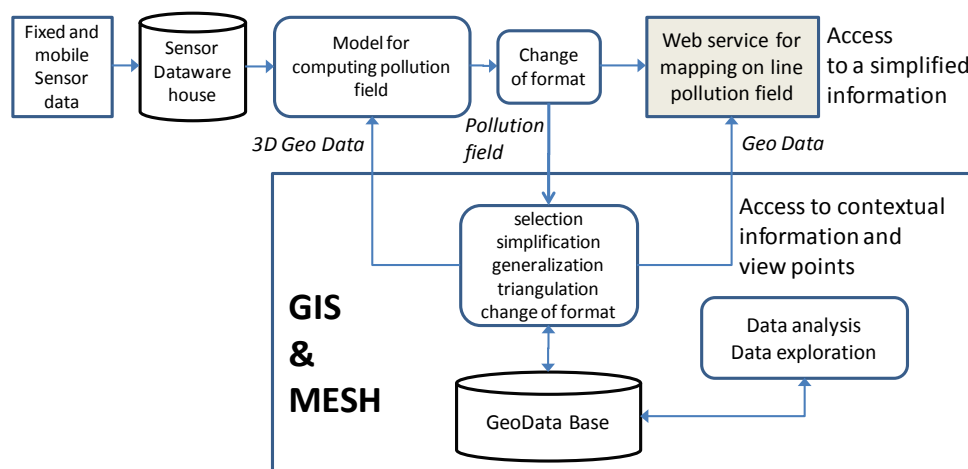 Fixed and
mobile
Sensor
data
Sensor
Dataware
house
Model for
computing pollution
field
Change
of format
Web service for
mapping on line
pollution field
Access
to a simplified
information
3D Geo Data
Pollution
field
Geo Data
selection
simplification
generalization
triangulation
change of format
Access to contextual
information and
view points
GIS
&
MESH
Data analysis
Data exploration
GeoData Base